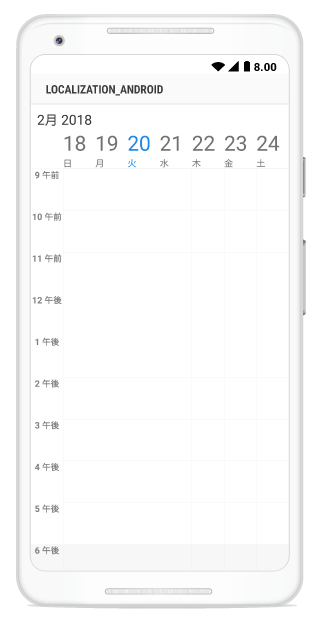 8.00
LOCALIZATION_ANDROID
2月 2018
18 19 20 21 22 23 24
日 月 火 水 木 金 土
9 午前
10 午前
11 午前
12 午後
1 午後
2 午後
3 午後
4 午後
5 午後
6 午後